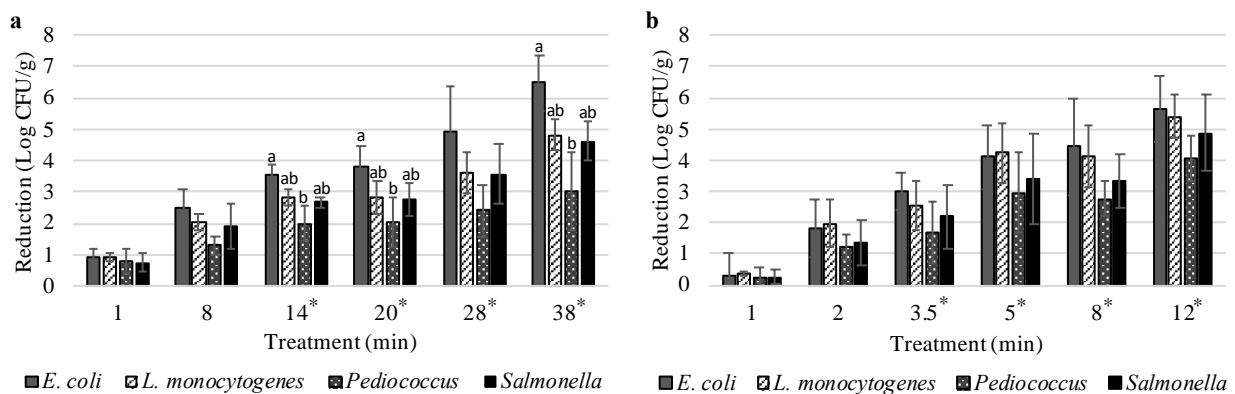 a
Reduction (Log CFU/g)
8
7
6
5
4
3
2
1
0
a
ab
b
ab
a
ab
b
ab
a
ab
b
ab
1 8 14* 20* 28* 38*
Treatment (min)
E. coli L. monocytogenes Pediococcus Salmonella
b
Reduction (Log CFU/g)
8
7
6
5
4
3
2
1
0
1 2 3.5* 5* 8* 12*
Treatment (min)
E. coli L. monocytogenes Pediococcus Salmonella